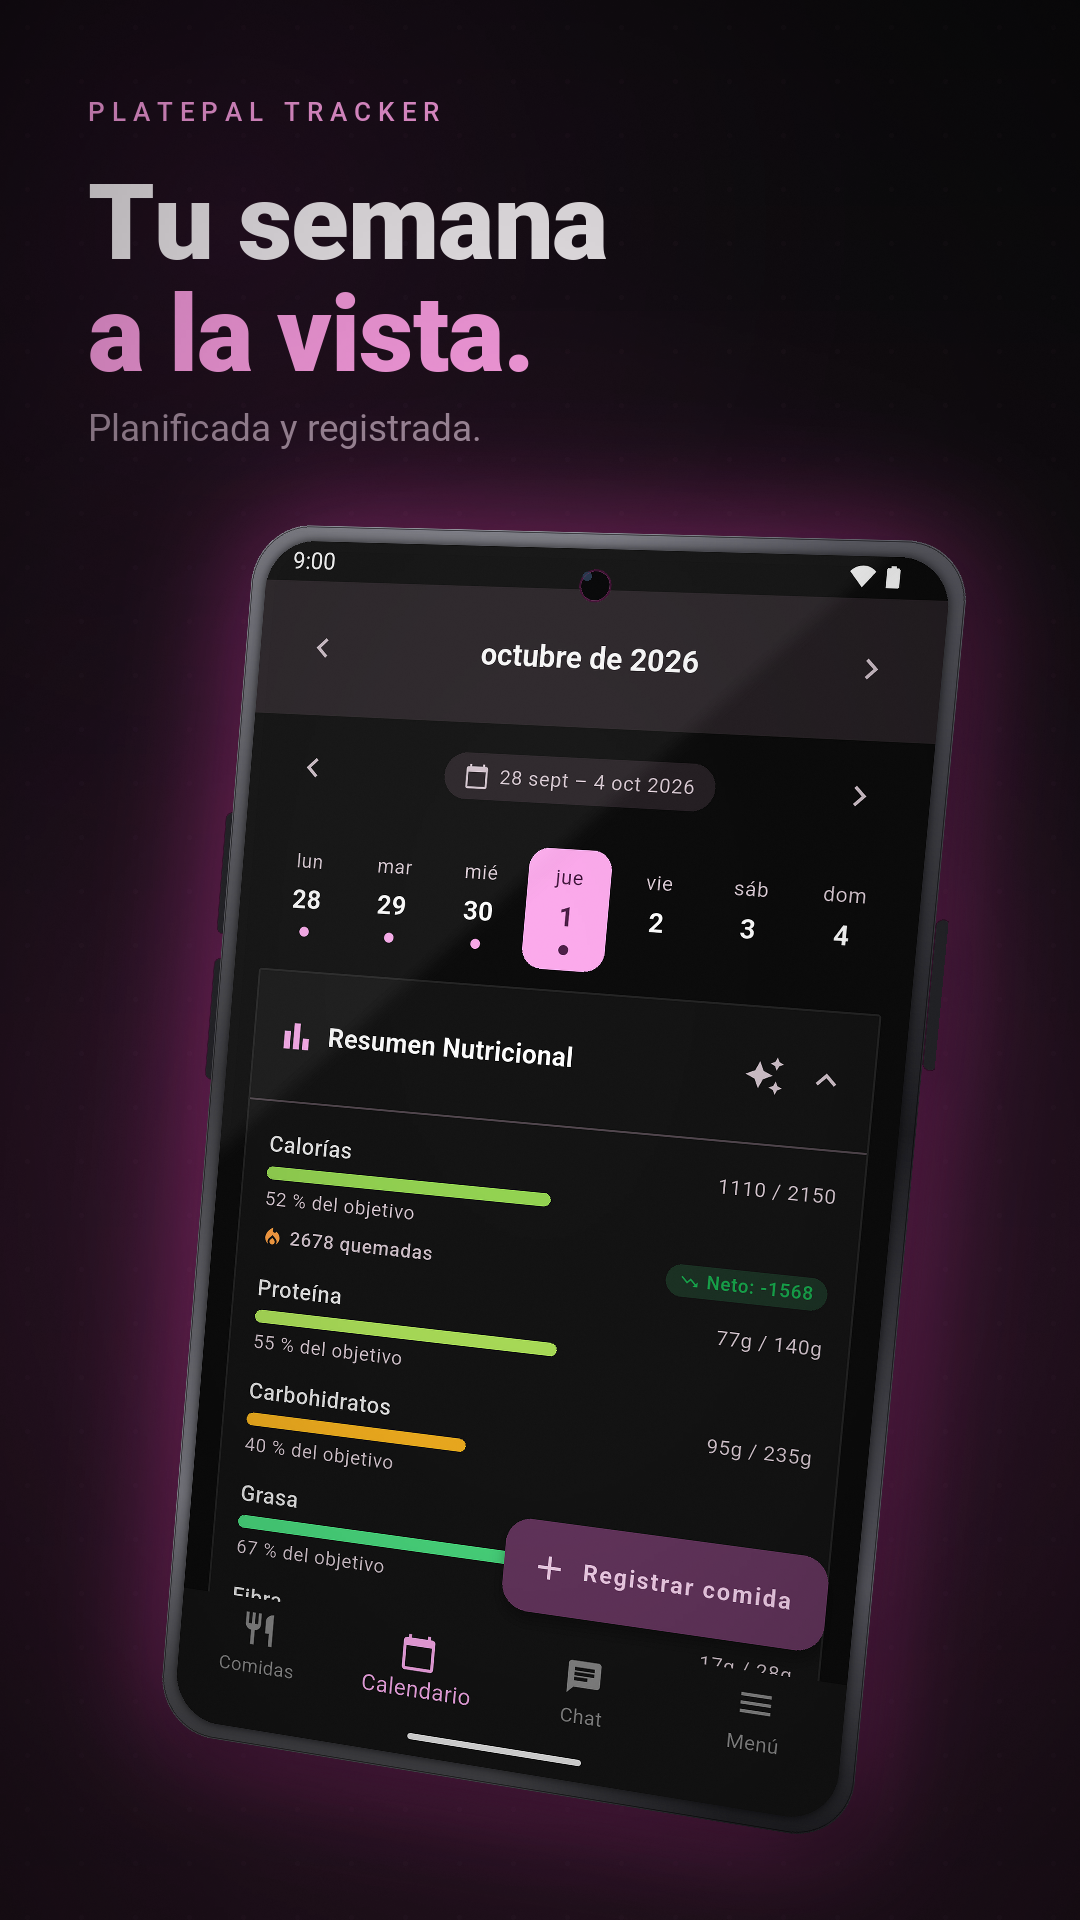 PLATEPAL TRACKER
Tu semana
a la vista.
Planificada y registrada.
9:00
octubre de 2026
28 sept – 4 oct 2026
lun mar mié jue vie sáb dom
28 29 30 1 2 3 4
Resumen Nutricional
Calorías
1110 / 2150
52 % del objetivo
2678 quemadas
Neto: -1568
Proteína
77g / 140g
55 % del objetivo
Carbohidratos
95g / 235g
40 % del objetivo
Grasa
67 % del objetivo
Registrar comida
Fibra
17g / 28g
Comidas
Calendario
Chat
Menú